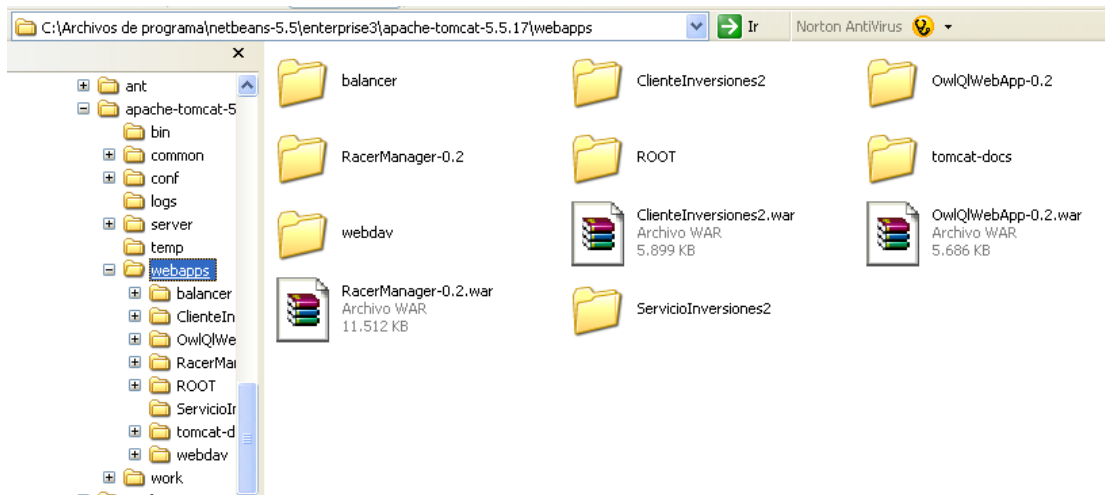 C:\Archivos de programa\netbeans-5.5\enterprise3\apache-tomcat-5.5.17\webapps
Ir
Norton AntiVirus
ant
apache-tomcat-5
bin
common
conf
logs
server
temp
webapps
balancer
ClienteIn
OwlQlWe
RacerMa
ROOT
ServicioIn
tomcat-d
webdav
work
balancer
ClienteInversiones2
OwlQlWebApp-0.2
RacerManager-0.2
ROOT
tomcat-docs
webdav
ClienteInversiones2.war
Archivo WAR
5.899 KB
OwlQlWebApp-0.2.war
Archivo WAR
5.686 KB
RacerManager-0.2.war
Archivo WAR
11.512 KB
ServicioInversiones2